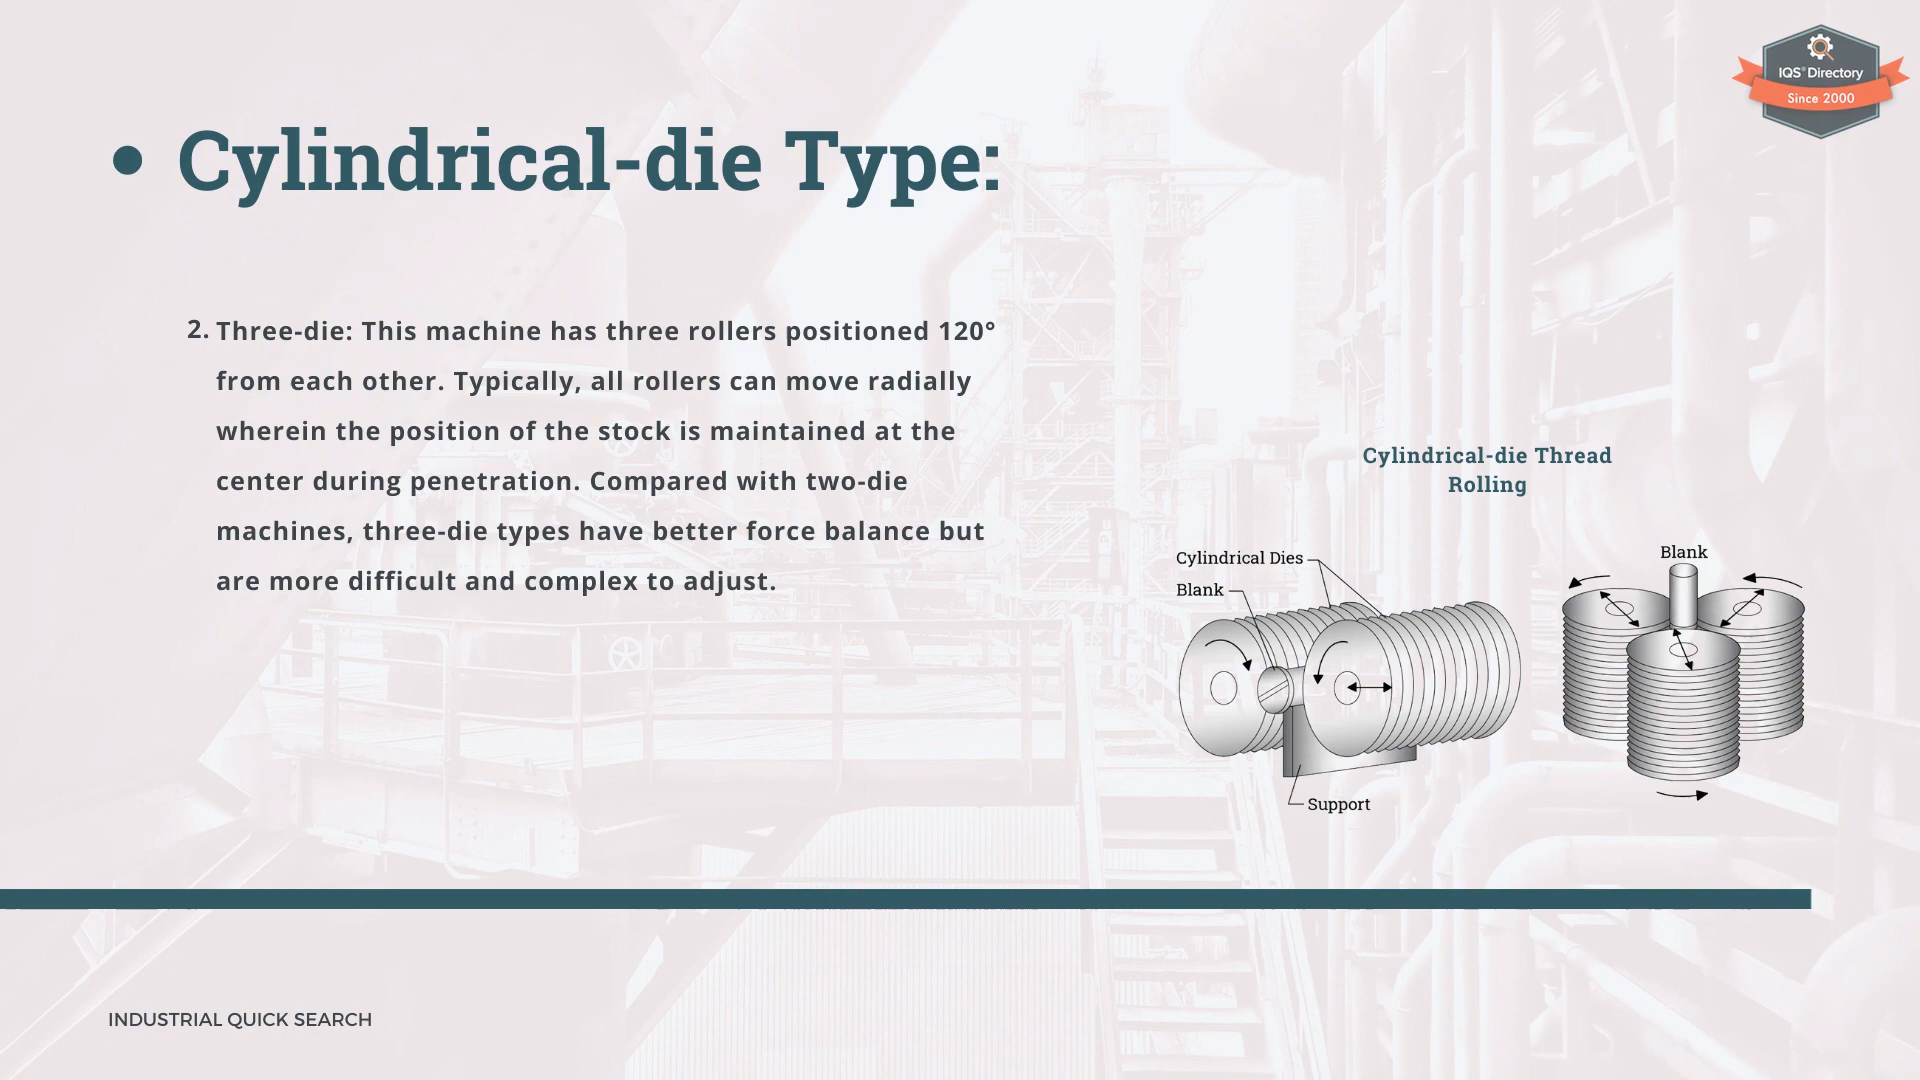 IQS® Directory
Since 2000
• Cylindrical-die Type:
2. Three-die: This machine has three rollers positioned 120°
from each other. Typically, all rollers can move radially
wherein the position of the stock is maintained at the
center during penetration. Compared with two-die
machines, three-die types have better force balance but
are more difficult and complex to adjust.
Cylindrical-die Thread
Rolling
Cylindrical Dies
Blank
Blank
Support
INDUSTRIAL QUICK SEARCH